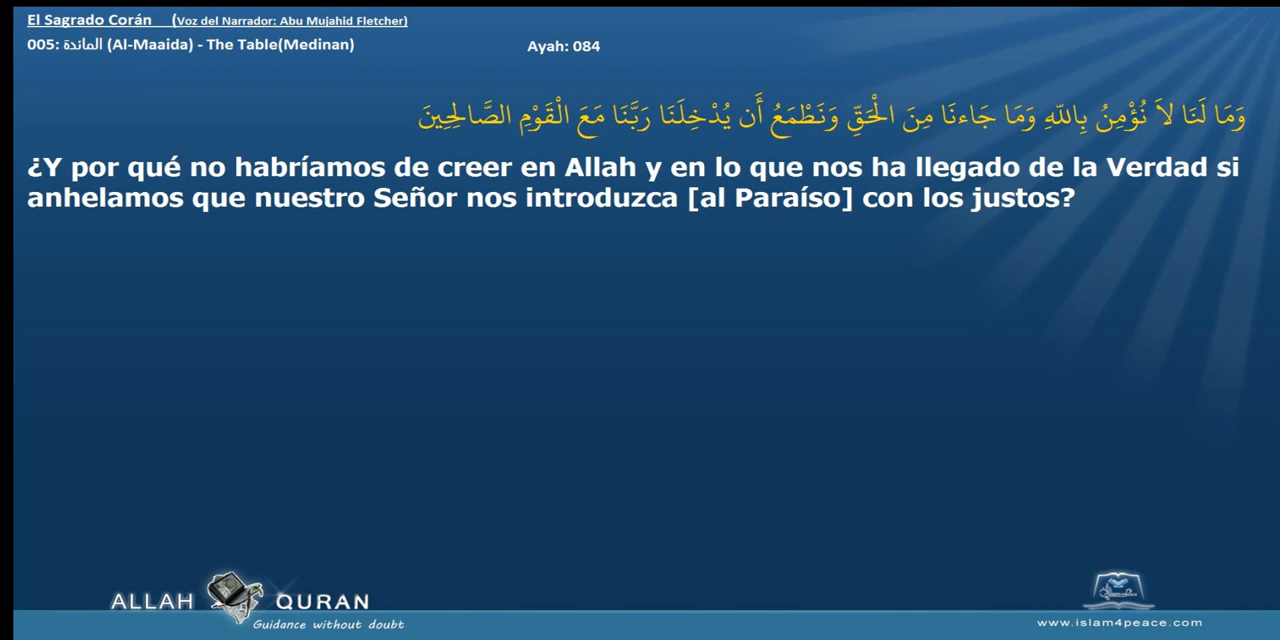 El Sagrado Corán (Voz del Narrador: Abu Mujahid Fletcher)
005: المائدة (Al-Maaida) - The Table(Medinan) Ayah: 084
وَمَا لَنَا لاَ نُؤْمِنُ بِاللّهِ وَمَا جَاءنَا مِنَ الْحَقِّ وَنَطْمَعُ أَن يُدْخِلَنَا رَبَّنَا مَعَ الْقَوْمِ الصَّالِحِينَ
¿Y por qué no habríamos de creer en Allah y en lo que nos ha llegado de la Verdad si
anhelamos que nuestro Señor nos introduzca [al Paraíso] con los justos?
ALLAH QURAN
Guidance without doubt
www.islam4peace.com